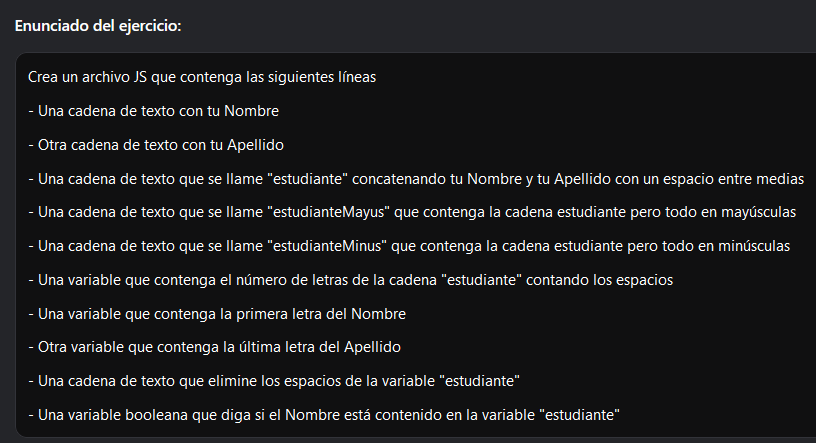 Enunciado del ejercicio:
Crea un archivo JS que contenga las siguientes líneas
- Una cadena de texto con tu Nombre
- Otra cadena de texto con tu Apellido
- Una cadena de texto que se llame "estudiante" concatenando tu Nombre y tu Apellido con un espacio entre medias
- Una cadena de texto que se llame "estudianteMayus" que contenga la cadena estudiante pero todo en mayúsculas
- Una cadena de texto que se llame "estudianteMinus" que contenga la cadena estudiante pero todo en minúsculas
- Una variable que contenga el número de letras de la cadena "estudiante" contando los espacios
- Una variable que contenga la primera letra del Nombre
- Otra variable que contenga la última letra del Apellido
- Una cadena de texto que elimine los espacios de la variable "estudiante"
- Una variable booleana que diga si el Nombre está contenido en la variable "estudiante"